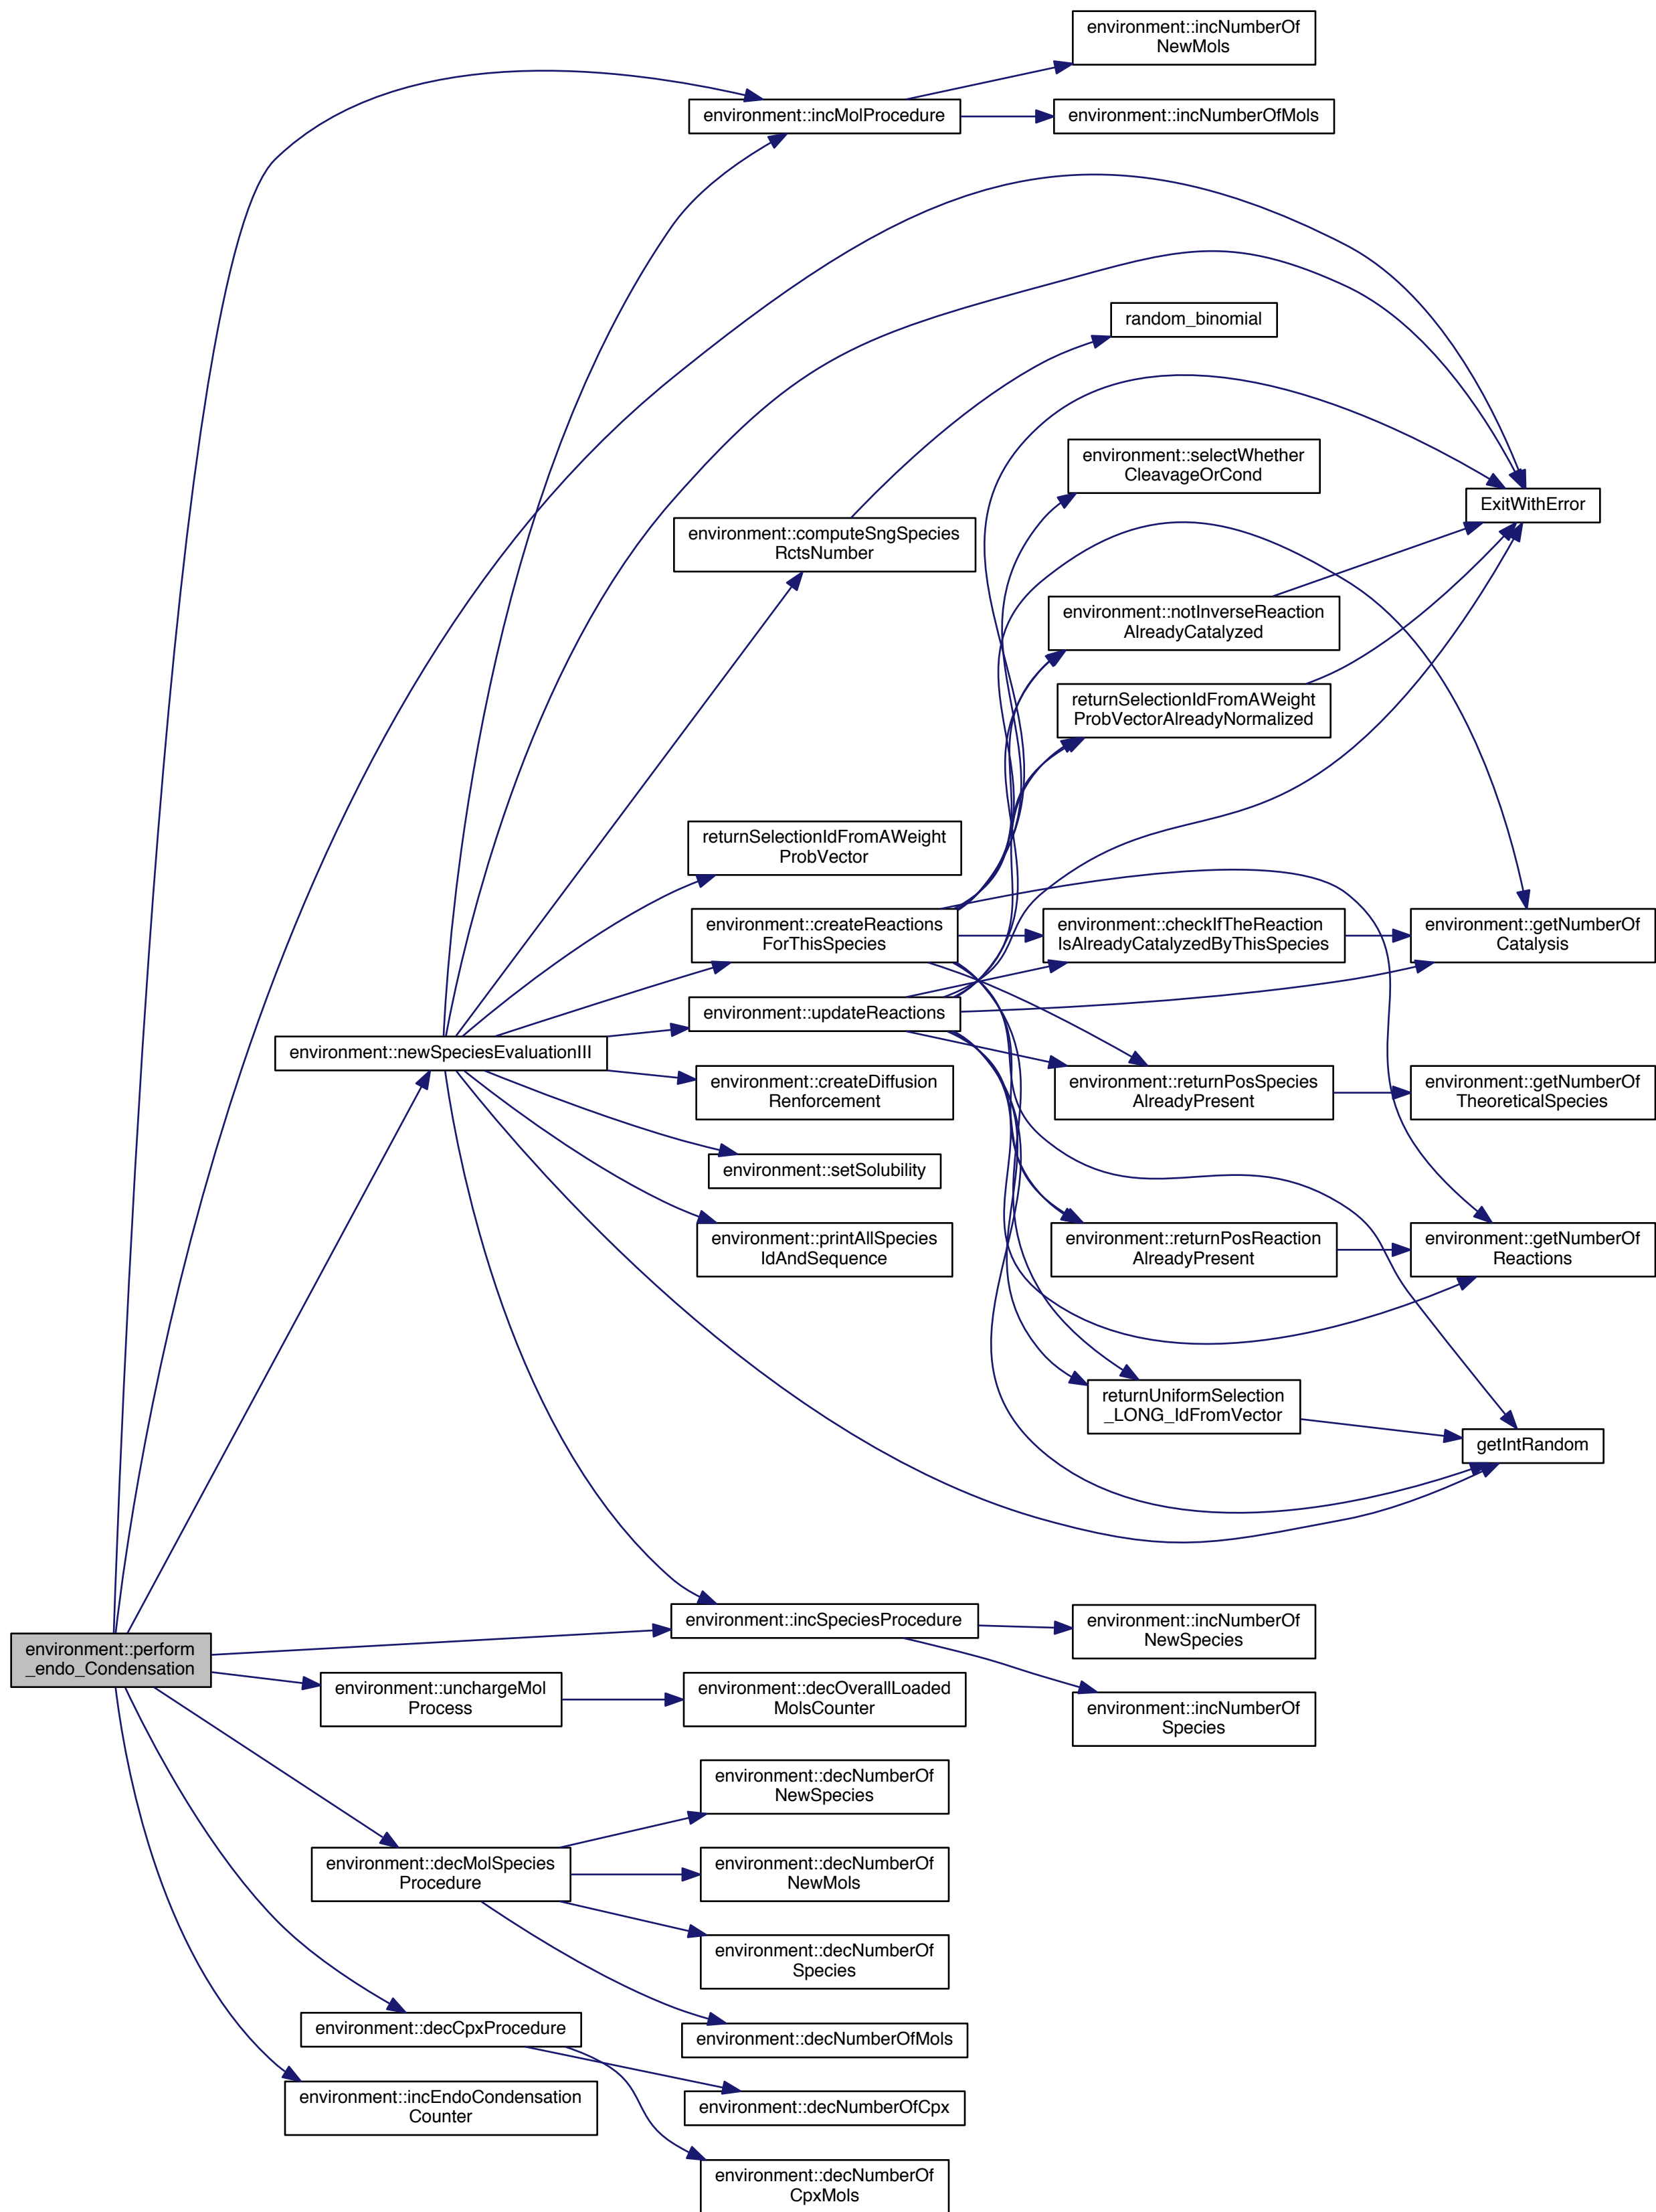 environment::incNumberOf
NewMols
environment::incMolProcedure
environment::incNumberOfMols
random_binomial
environment::selectWhether
CleavageOrCond
ExitWithError
environment::computeSngSpecies
RctsNumber
environment::notInverseReaction
AlreadyCatalyzed
returnSelectionIdFromAWeight
ProbVectorAlreadyNormalized
returnSelectionIdFromAWeight
ProbVector
environment::createReactions
ForThisSpecies
environment::checkIfTheReaction
IsAlreadyCatalyzedByThisSpecies
environment::getNumberOf
Catalysis
environment::updateReactions
environment::newSpeciesEvaluationIII
environment::createDiffusion
Renforcement
environment::returnPosSpecies
AlreadyPresent
environment::getNumberOf
TheoreticalSpecies
environment::setSolubility
environment::printAllSpecies
IdAndSequence
environment::returnPosReaction
AlreadyPresent
environment::getNumberOf
Reactions
returnUniformSelection
_LONG_IdFromVector
getIntRandom
environment::incSpeciesProcedure
environment::incNumberOf
NewSpecies
environment::perform
_endo_Condensation
environment::unchargeMol
Process
environment::decOverallLoaded
MolsCounter
environment::incNumberOf
Species
environment::decNumberOf
NewSpecies
environment::decMolSpecies
Procedure
environment::decNumberOf
NewMols
environment::decNumberOf
Species
environment::decCpxProcedure
environment::decNumberOfMols
environment::incEndoCondensation
Counter
environment::decNumberOfCpx
environment::decNumberOf
CpxMols